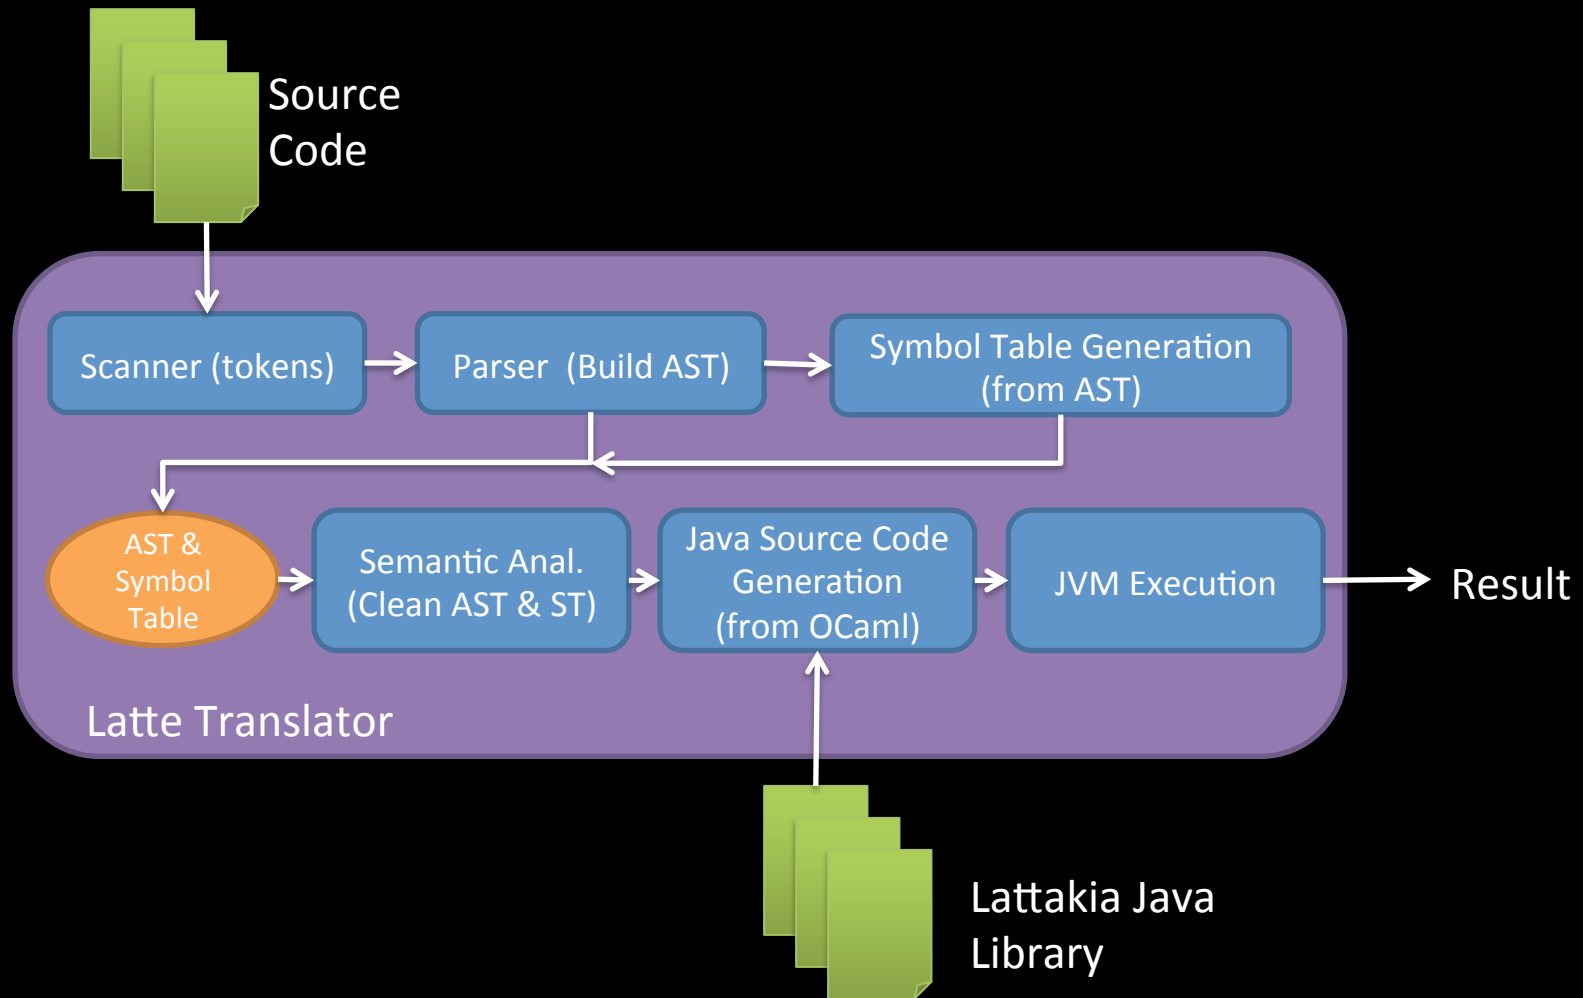 Source
Code
Scanner (tokens)
Parser (Build AST)
Symbol Table Generation
(from AST)
AST &
Symbol
Table
Semantic Anal.
(Clean AST & ST)
Java Source Code
Generation
(from OCaml)
JVM Execution
Result
Latte Translator
Lattakia Java
Library